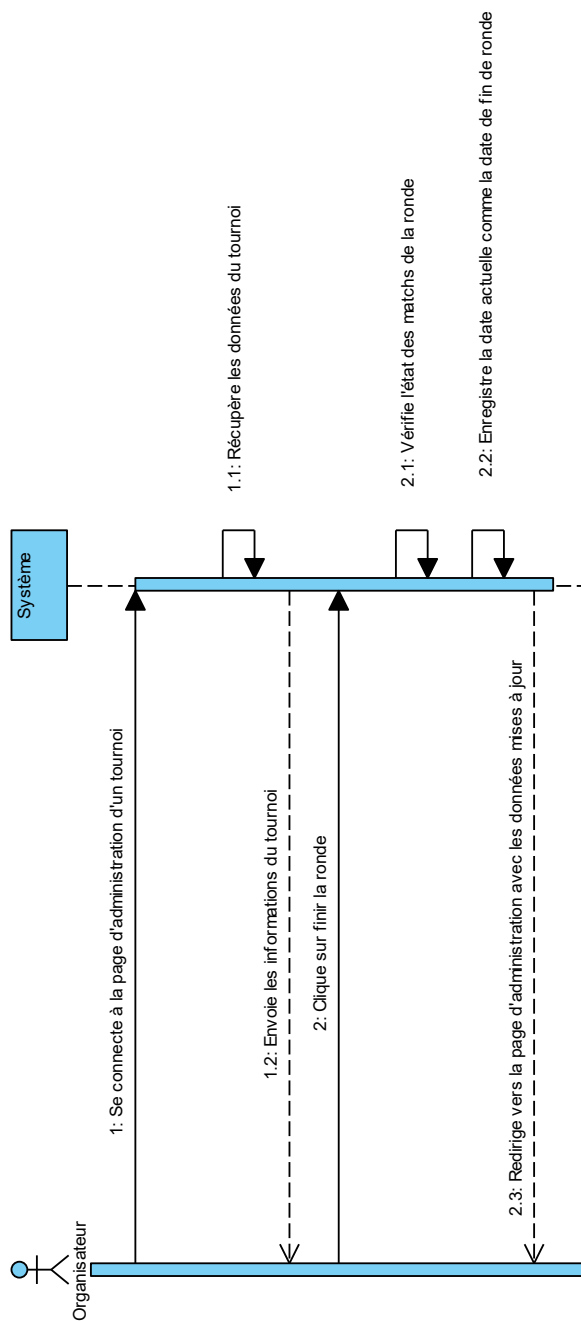 Organisateur
Système
1: Se connecte à la page d'administration d'un tournoi
1.1: Récupère les données du tournoi
1.2: Envoie les informations du tournoi
2: Clique sur finir la ronde
2.1: Vérifie l'état des matchs de la ronde
2.2: Enregistre la date actuelle comme la date de fin de ronde
2.3: Redirige vers la page d'administration avec les données mises à jour